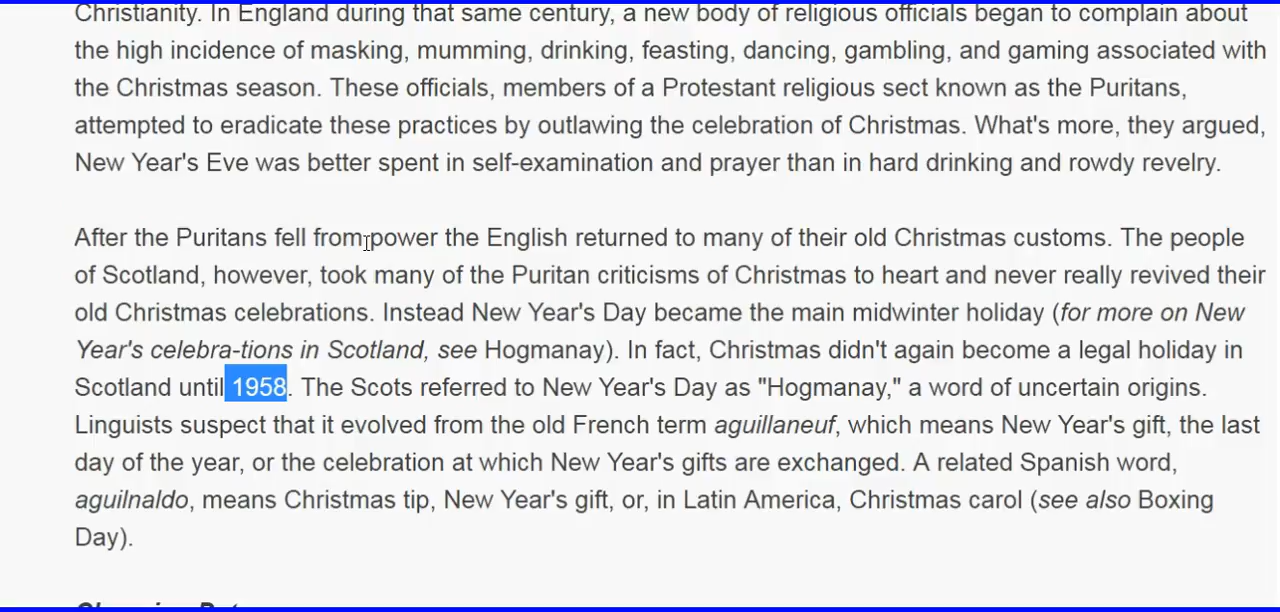 Christianity. In England during that same century, a new body of religious officials began to complain about
the high incidence of masking, mumming, drinking, feasting, dancing, gambling, and gaming associated with
the Christmas season. These officials, members of a Protestant religious sect known as the Puritans,
attempted to eradicate these practices by outlawing the celebration of Christmas. What's more, they argued,
New Year's Eve was better spent in self-examination and prayer than in hard drinking and rowdy revelry.
After the Puritans fell from power the English returned to many of their old Christmas customs. The people
of Scotland, however, took many of the Puritan criticisms of Christmas to heart and never really revived their
old Christmas celebrations. Instead New Year's Day became the main midwinter holiday (for more on New
Year's celebra-tions in Scotland, see Hogmanay). In fact, Christmas didn't again become a legal holiday in
Scotland until 1958. The Scots referred to New Year's Day as "Hogmanay," a word of uncertain origins.
Linguists suspect that it evolved from the old French term aguillaneuf, which means New Year's gift, the last
day of the year, or the celebration at which New Year's gifts are exchanged. A related Spanish word,
aguilnaldo, means Christmas tip, New Year's gift, or, in Latin America, Christmas carol (see also Boxing
Day).